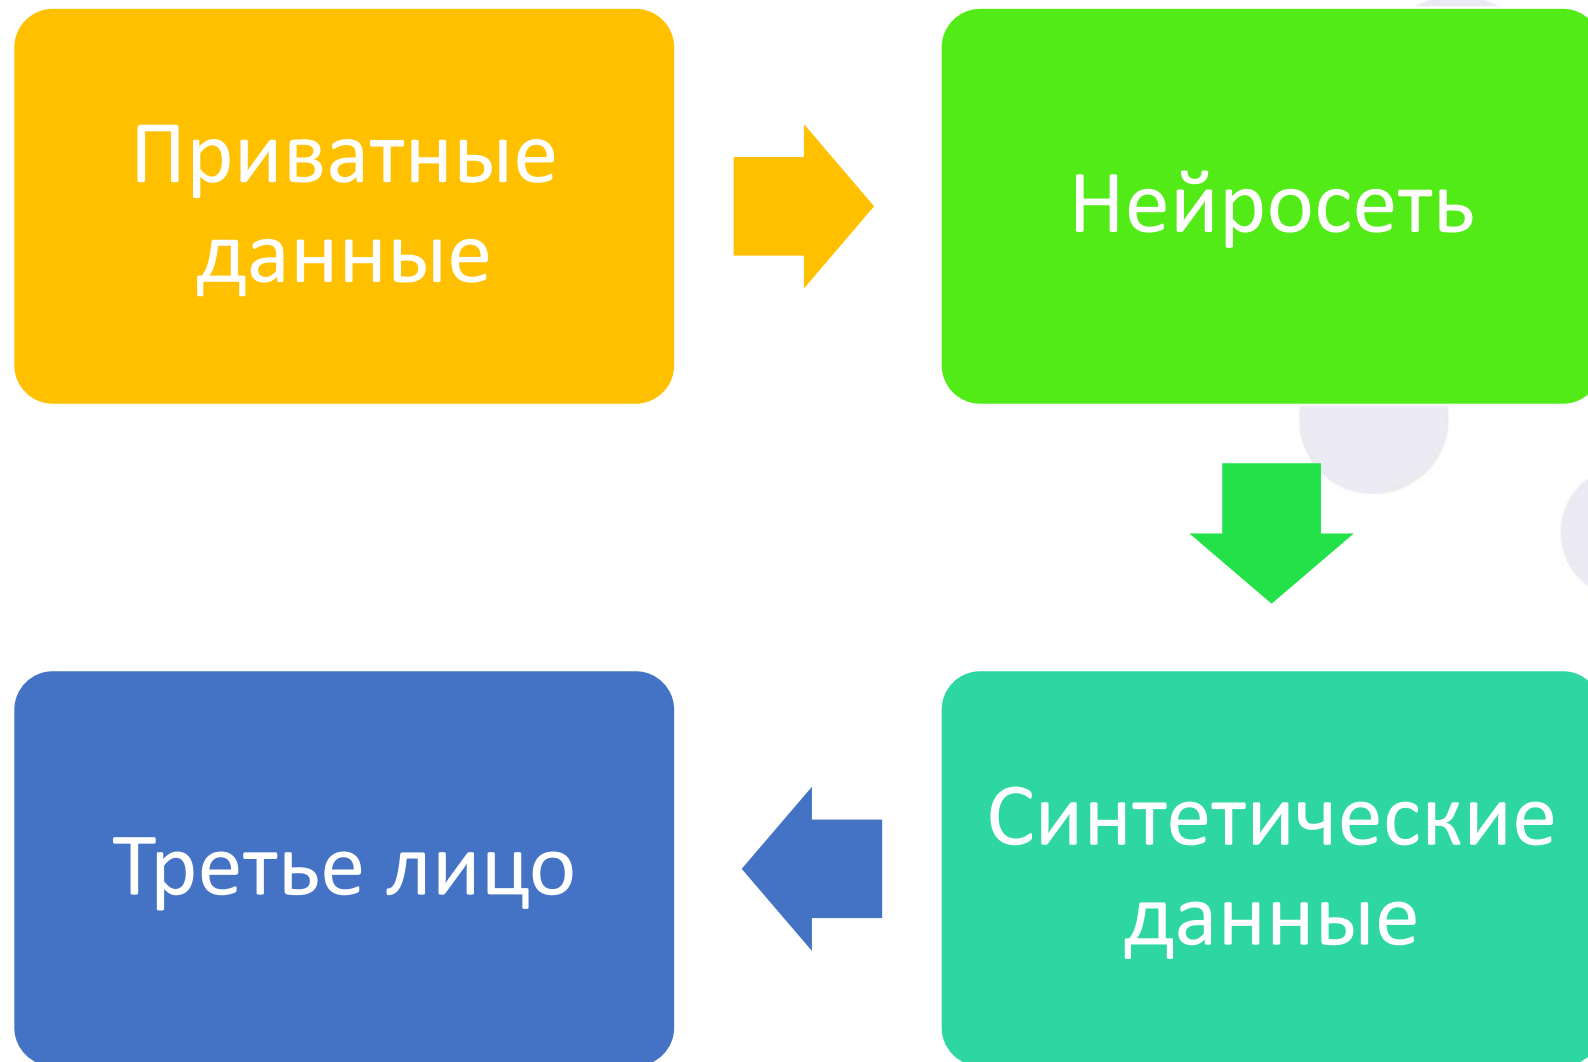 Приватные
данные
Нейросеть
Синтетические
данные
Третье лицо